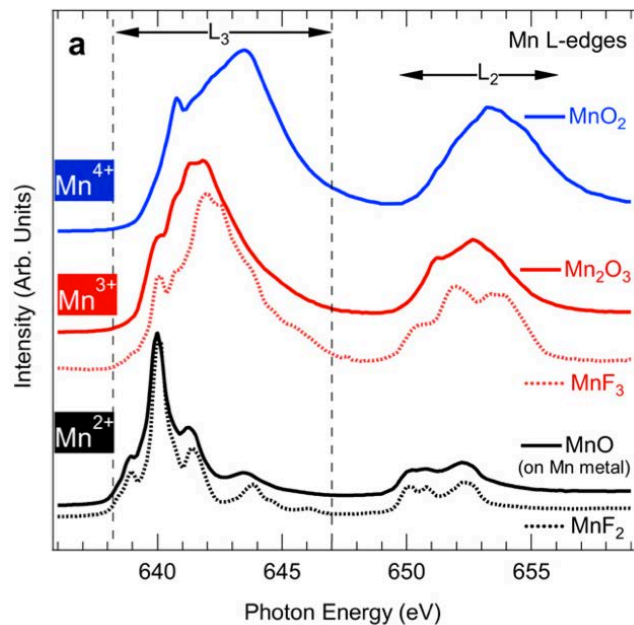 a
L₃
Mn L-edges
L₂
MnO₂
Mn⁴⁺
Mn₂O₃
Mn³⁺
MnF₃
Mn²⁺
MnO
(on Mn metal)
MnF₂
Intensity (Arb. Units)
640 645 650 655
Photon Energy (eV)